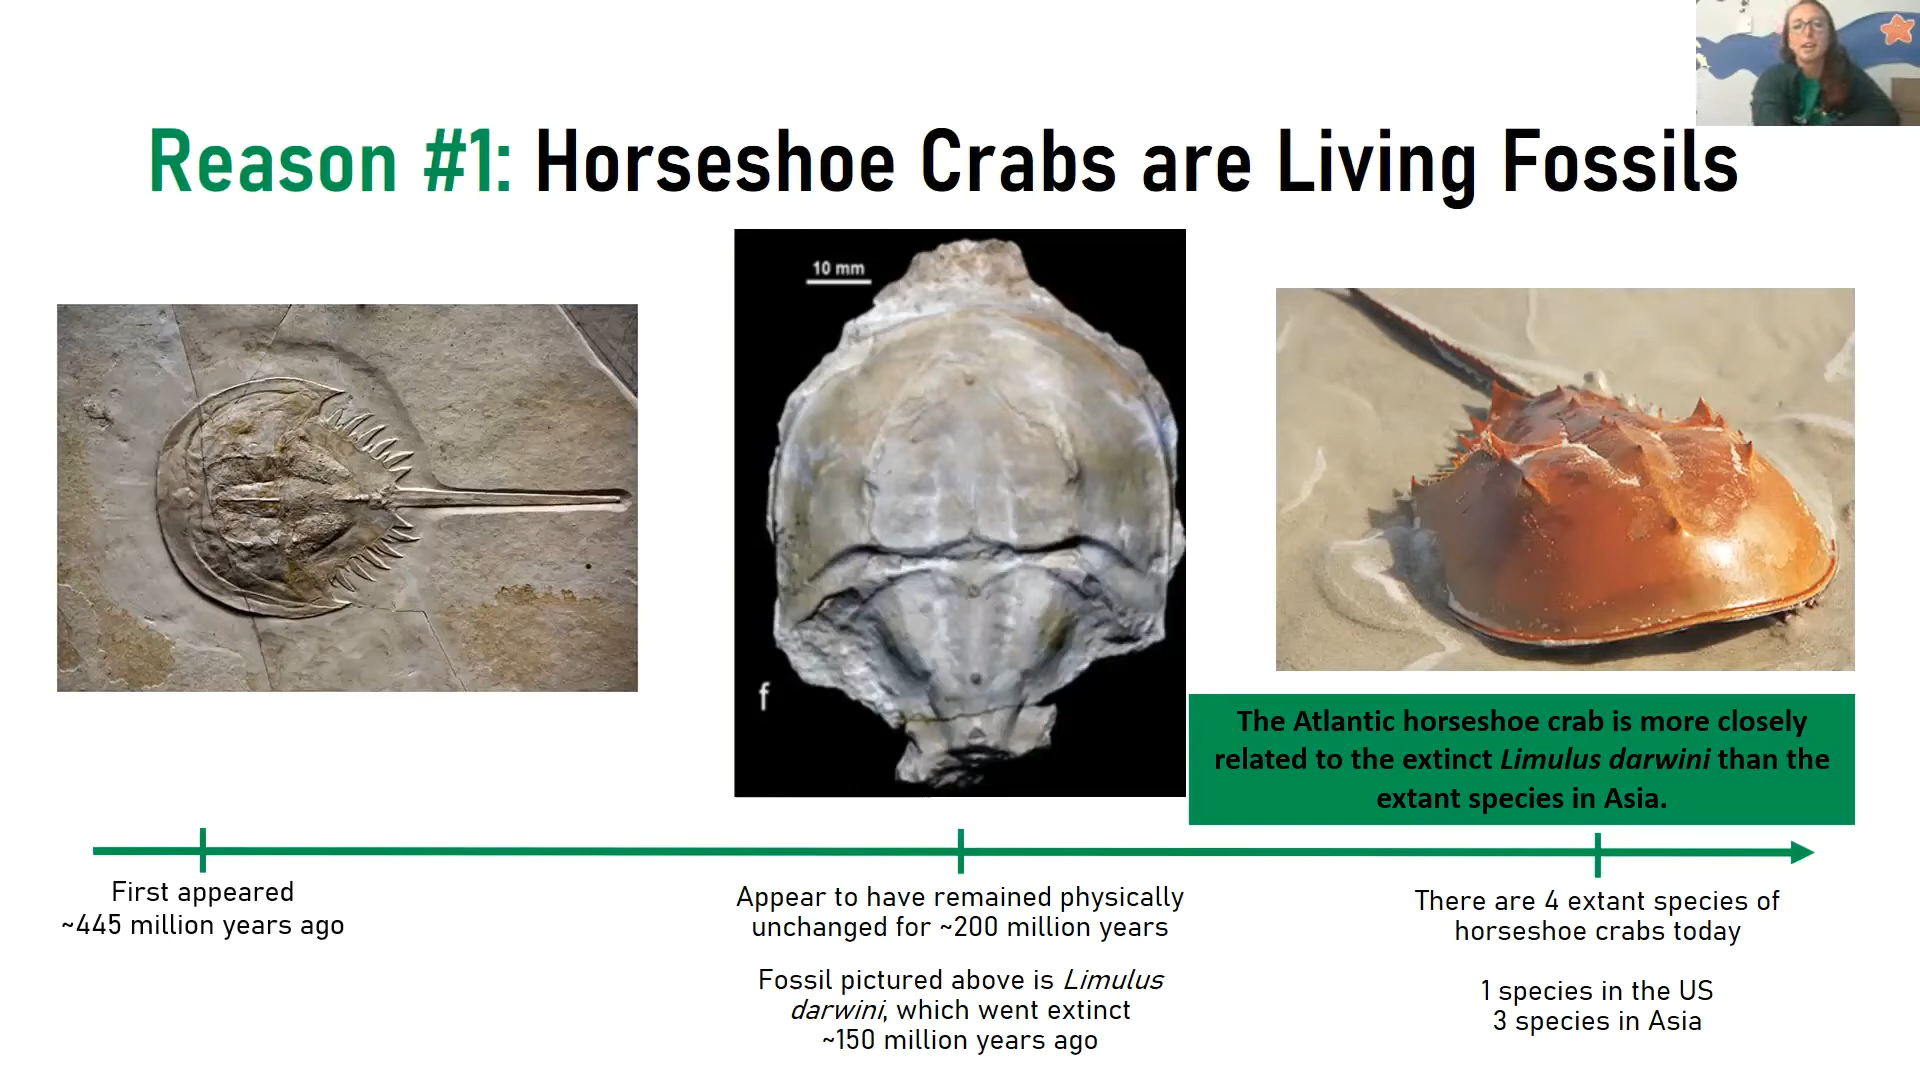 Reason #1: Horseshoe Crabs are Living Fossils
10 mm
f
The Atlantic horseshoe crab is more closely
related to the extinct Limulus darwini than the
extant species in Asia.
First appeared
~445 million years ago
Appear to have remained physically
unchanged for ~200 million years
Fossil pictured above is Limulus
darwini, which went extinct
~150 million years ago
There are 4 extant species of
horseshoe crabs today
1 species in the US
3 species in Asia